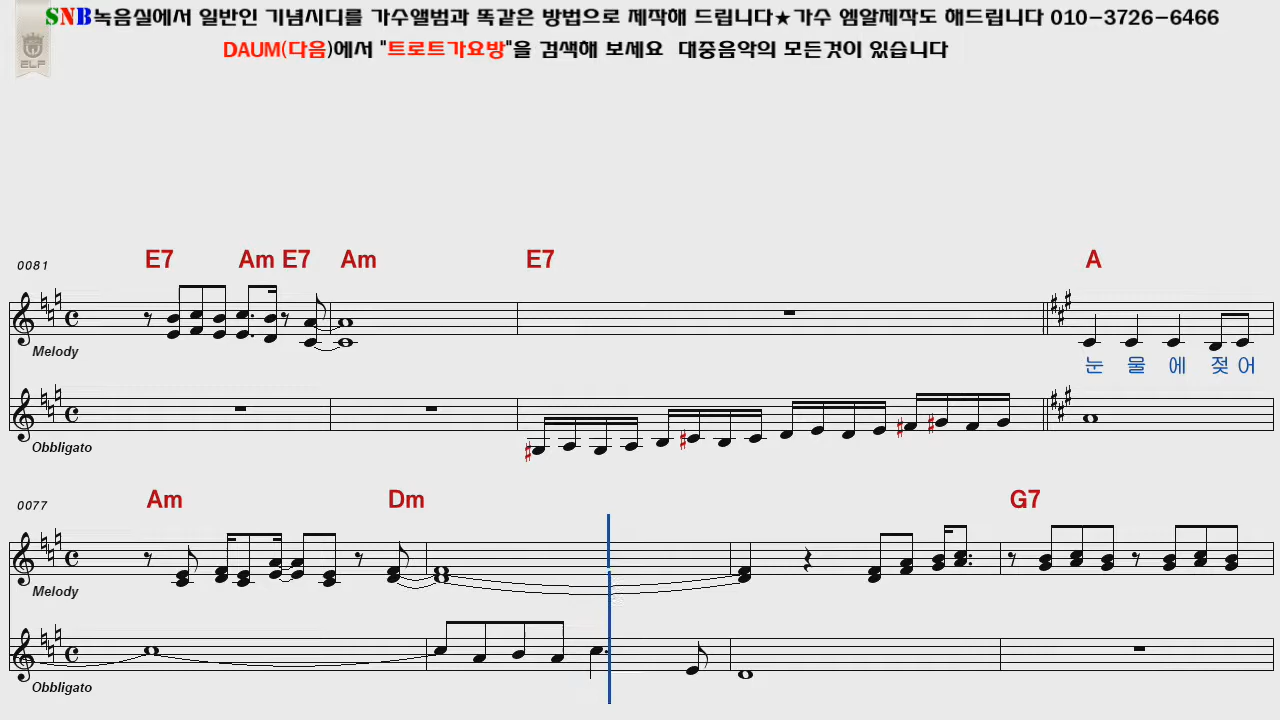 SNB녹음실에서 일반인 기념시디를 가수앨범과 똑같은 방법으로 제작해 드립니다★가수 엠알제작도 해드립니다 010-3726-6466
DAUM(다음)에서 "트로트가요방"을 검색해 보세요 대중음악의 모든것이 있습니다
ELF
0081 E7 Am E7 Am E7 A
Melody
눈 물 에 젖 어
Obbligato
0077 Am Dm G7
Melody
Obbligato